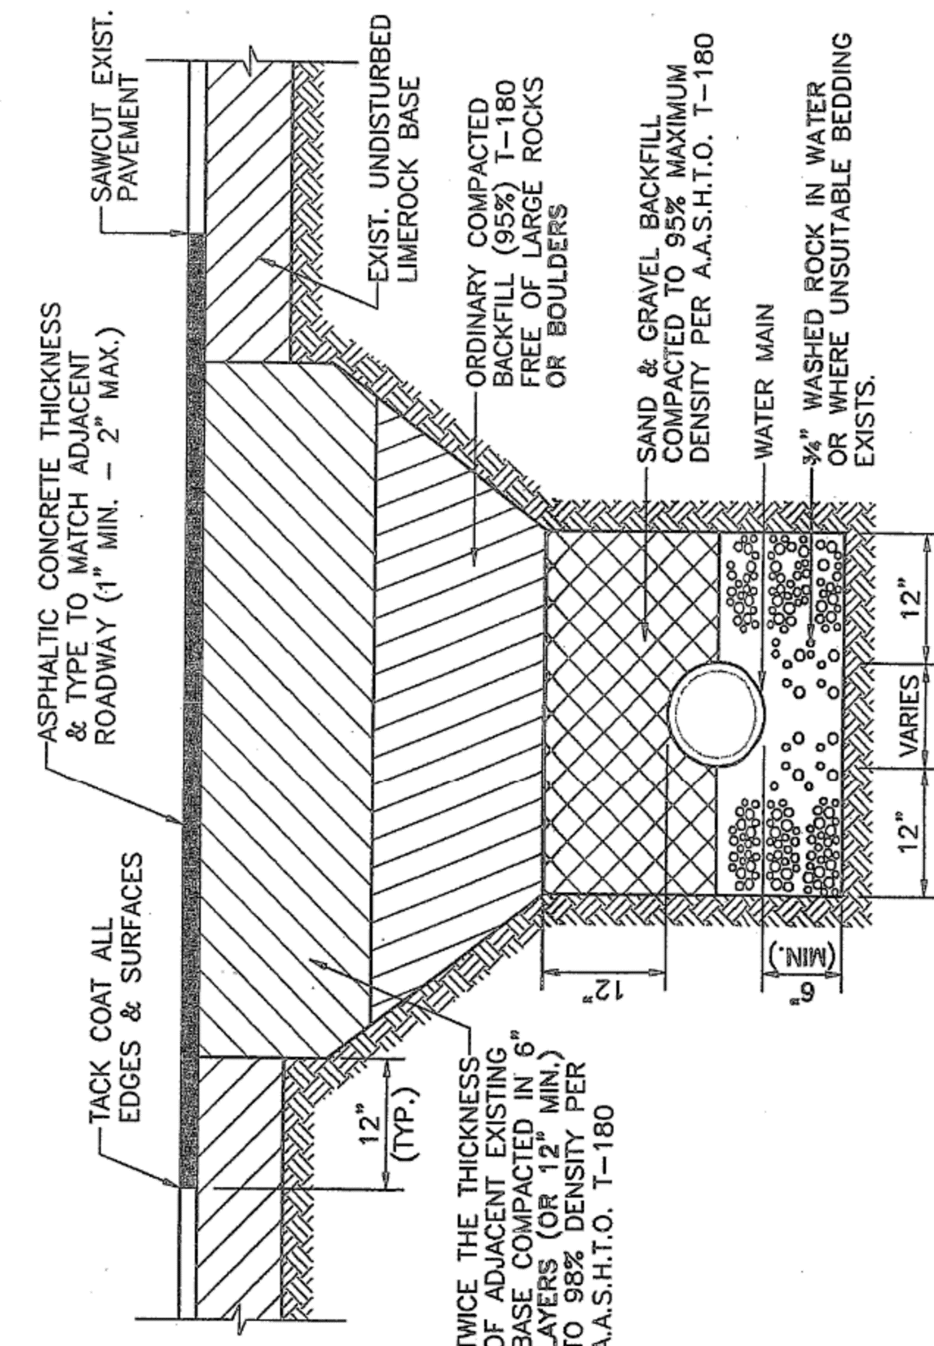 SAWCUT EXIST.
PAVEMENT
ASPHALTIC CONCRETE THICKNESS
& TYPE TO MATCH ADJACENT
ROADWAY (1" MIN. – 2" MAX.)
TACK COAT ALL
EDGES & SURFACES
EXIST. UNDISTURBED
LIMEROCK BASE
ORDINARY COMPACTED
BACKFILL (95%) T-180
FREE OF LARGE ROCKS
OR BOULDERS
SAND & GRAVEL BACKFILL
COMPACTED TO 95% MAXIMUM
DENSITY PER A.A.S.H.T.O. T-180
WATER MAIN
¾" WASHED ROCK IN WATER
OR WHERE UNSUITABLE BEDDING
EXISTS.
12"
(TYP.)
TWICE THE THICKNESS
OF ADJACENT EXISTING
BASE COMPACTED IN 6"
LAYERS (OR 12" MIN.)
TO 98% DENSITY PER
A.A.S.H.T.O. T-180
12"
6"
(MIN.)
12"
VARIES
12"